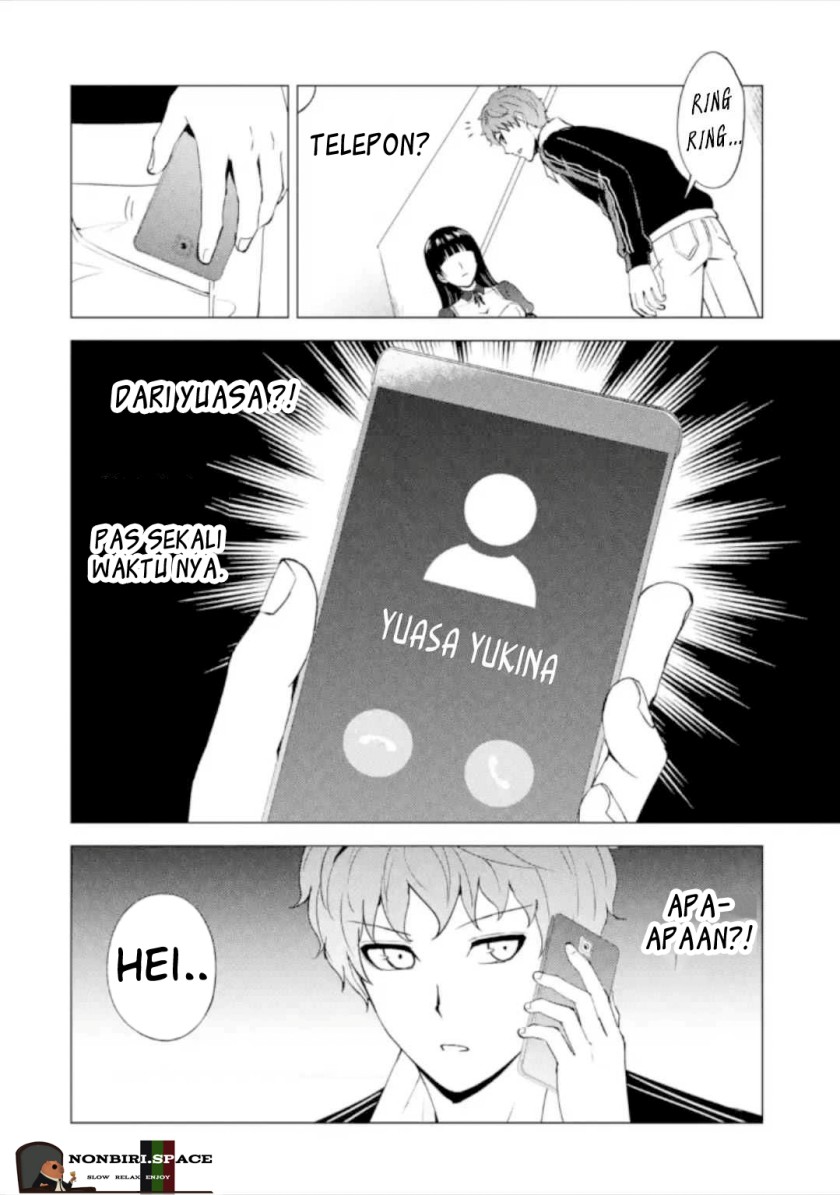 TELEPON?
RING
RING...
DARI YUASA?!
PAS SEKALI
WAKTU NYA.
YUASA YUKINA
HEI..
APA-
APAAN?!
NONBIRI.SPACE
SLOW RELAX ENJOY